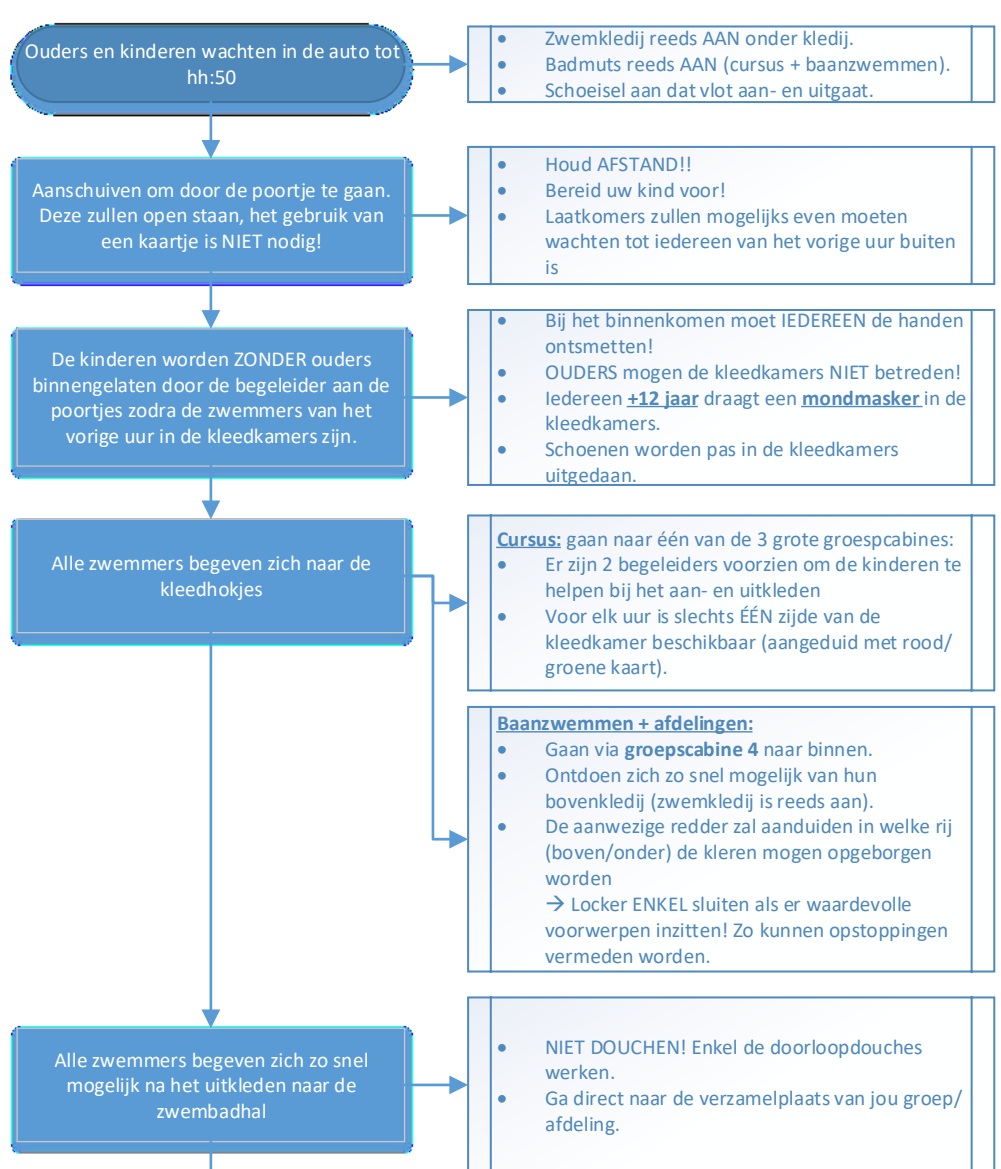 Ouders en kinderen wachten in de auto tot
hh:50
• Zwemkledij reeds AAN onder kledij.
• Badmuts reeds AAN (cursus + baanzwemmen).
• Schoeisel aan dat vlot aan- en uitgaat.
Aanschuiven om door de poortje te gaan.
Deze zullen open staan, het gebruik van
een kaartje is NIET nodig!
• Houd AFSTAND!!
• Bereid uw kind voor!
• Laatkomers zullen mogelijks even moeten
wachten tot iedereen van het vorige uur buiten
is
De kinderen worden ZONDER ouders
binnengelaten door de begeleider aan de
poortjes zodra de zwemmers van het
vorige uur in de kleedkamers zijn.
• Bij het binnenkomen moet IEDEREEN de handen
ontsmetten!
• OUDERS mogen de kleedkamers NIET betreden!
• Iedereen +12 jaar draagt een mondmasker in de
kleedkamers.
• Schoenen worden pas in de kleedkamers
uitgedaan.
Alle zwemmers begeven zich naar de
kleedhokjes
Cursus: gaan naar één van de 3 grote groespcabines:
• Er zijn 2 begeleiders voorzien om de kinderen te
helpen bij het aan- en uitkleden
• Voor elk uur is slechts ÉÉN zijde van de
kleedkamer beschikbaar (aangeduid met rood/
groene kaart).
Baanzwemmen + afdelingen:
• Gaan via groepscabine 4 naar binnen.
• Ontdoen zich zo snel mogelijk van hun
bovenkledij (zwemkledij is reeds aan).
• De aanwezige redder zal aanduiden in welke rij
(boven/onder) de kleren mogen opgeborgen
worden
→ Locker ENKEL sluiten als er waardevolle
voorwerpen inzitten! Zo kunnen opstoppingen
vermeden worden.
Alle zwemmers begeven zich zo snel
mogelijk na het uitkleden naar de
zwembadhal
• NIET DOUCHEN! Enkel de doorloopdouches
werken.
• Ga direct naar de verzamelplaats van jou groep/
afdeling.